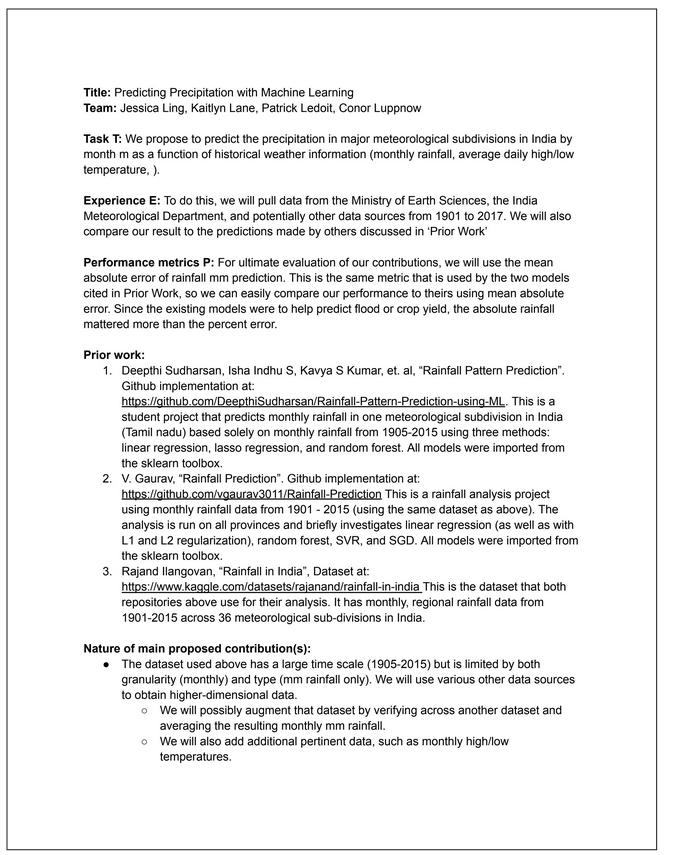 Title: Predicting Precipitation with Machine Learning
Team: Jessica Ling, Kaitlyn Lane, Patrick Ledoit, Conor Luppnow
Task T: We propose to predict the precipitation in major meteorological subdivisions in India by
month m as a function of historical weather information (monthly rainfall, average daily high/low
temperature, ).
Experience E: To do this, we will pull data from the Ministry of Earth Sciences, the India
Meteorological Department, and potentially other data sources from 1901 to 2017. We will also
compare our result to the predictions made by others discussed in ‘Prior Work’
Performance metrics P: For ultimate evaluation of our contributions, we will use the mean
absolute error of rainfall mm prediction. This is the same metric that is used by the two models
cited in Prior Work, so we can easily compare our performance to theirs using mean absolute
error. Since the existing models were to help predict flood or crop yield, the absolute rainfall
mattered more than the percent error.
Prior work:
1. Deepthi Sudharsan, Isha Indhu S, Kavya S Kumar, et. al, “Rainfall Pattern Prediction”.
Github implementation at:
https://github.com/DeepthiSudharsan/Rainfall-Pattern-Prediction-using-ML. This is a
student project that predicts monthly rainfall in one meteorological subdivision in India
(Tamil nadu) based solely on monthly rainfall from 1905-2015 using three methods:
linear regression, lasso regression, and random forest. All models were imported from
the sklearn toolbox.
2. V. Gaurav, “Rainfall Prediction”. Github implementation at:
https://github.com/vgaurav3011/Rainfall-Prediction This is a rainfall analysis project
using monthly rainfall data from 1901 - 2015 (using the same dataset as above). The
analysis is run on all provinces and briefly investigates linear regression (as well as with
L1 and L2 regularization), random forest, SVR, and SGD. All models were imported from
the sklearn toolbox.
3. Rajand Ilangovan, “Rainfall in India”, Dataset at:
https://www.kaggle.com/datasets/rajanand/rainfall-in-india This is the dataset that both
repositories above use for their analysis. It has monthly, regional rainfall data from
1901-2015 across 36 meteorological sub-divisions in India.
Nature of main proposed contribution(s):
● The dataset used above has a large time scale (1905-2015) but is limited by both
granularity (monthly) and type (mm rainfall only). We will use various other data sources
to obtain higher-dimensional data.
○ We will possibly augment that dataset by verifying across another dataset and
averaging the resulting monthly mm rainfall.
○ We will also add additional pertinent data, such as monthly high/low
temperatures.